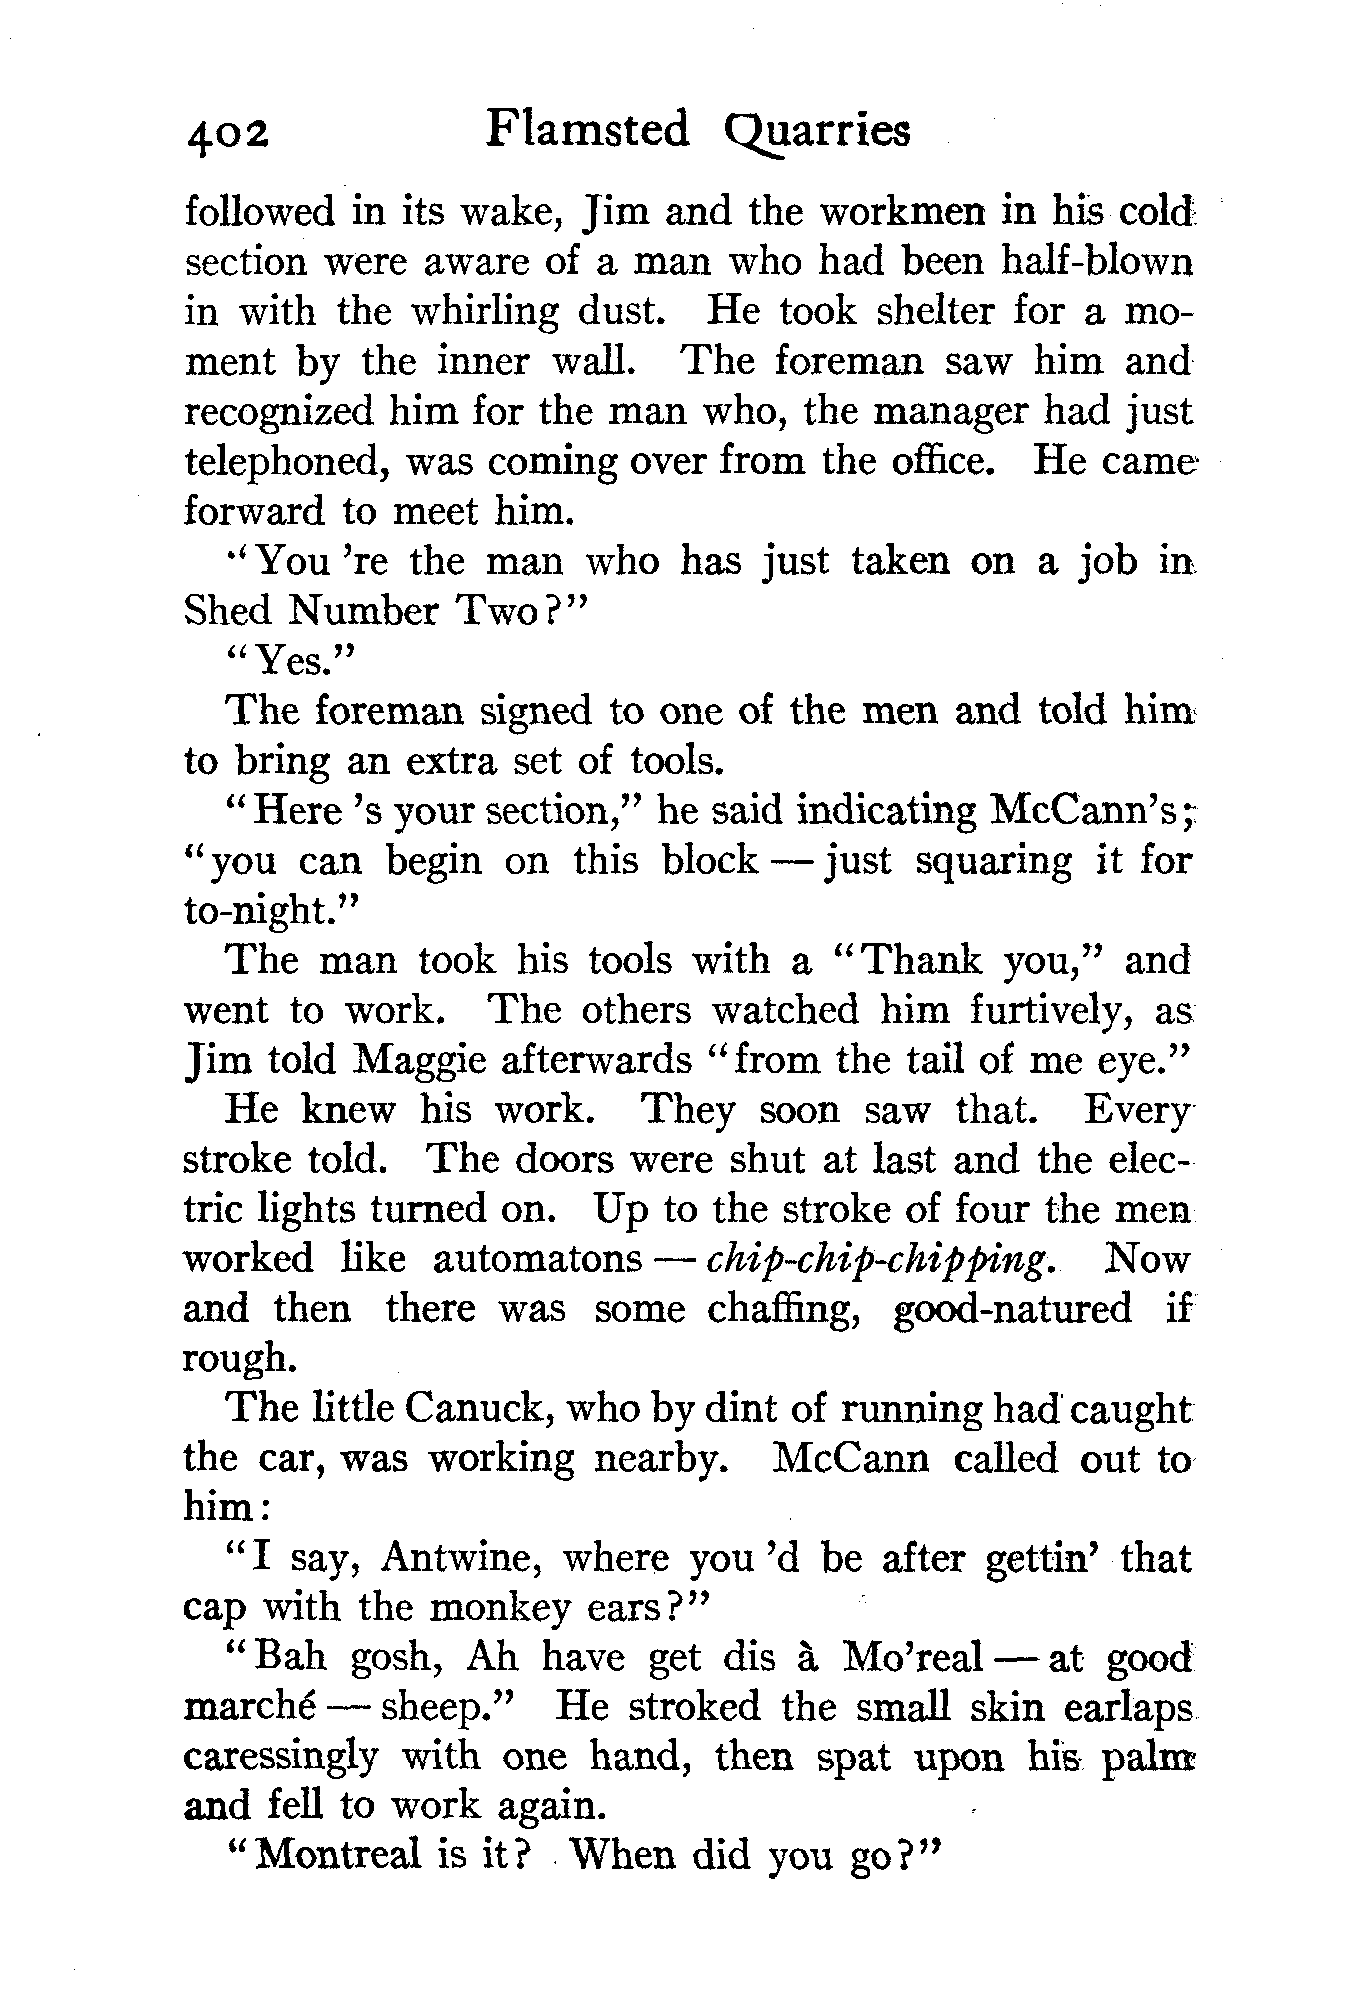 402 Flamsted Quarries
followed in its wake, Jim and the workmen in his cold
section were aware of a man who had been half-blown
in with the whirling dust. He took shelter for a mo-
ment by the inner wall. The foreman saw him and
recognized him for the man who, the manager had just
telephoned, was coming over from the office. He came
forward to meet him.
"You 're the man who has just taken on a job in
Shed Number Two?"
"Yes."
The foreman signed to one of the men and told him
to bring an extra set of tools.
"Here 's your section," he said indicating McCann's;
"you can begin on this block — just squaring it for
to-night."
The man took his tools with a "Thank you," and
went to work. The others watched him furtively, as
Jim told Maggie afterwards "from the tail of me eye."
He knew his work. They soon saw that. Every
stroke told. The doors were shut at last and the elec-
tric lights turned on. Up to the stroke of four the men
worked like automatons — chip-chip-chipping. Now
and then there was some chaffing, good-natured if
rough.
The little Canuck, who by dint of running had caught
the car, was working nearby. McCann called out to
him:
"I say, Antwine, where you 'd be after gettin' that
cap with the monkey ears?"
"Bah gosh, Ah have get dis à Mo'real — at good
marché — sheep." He stroked the small skin earlaps
caressingly with one hand, then spat upon his palm
and fell to work again.
"Montreal is it? When did you go?"